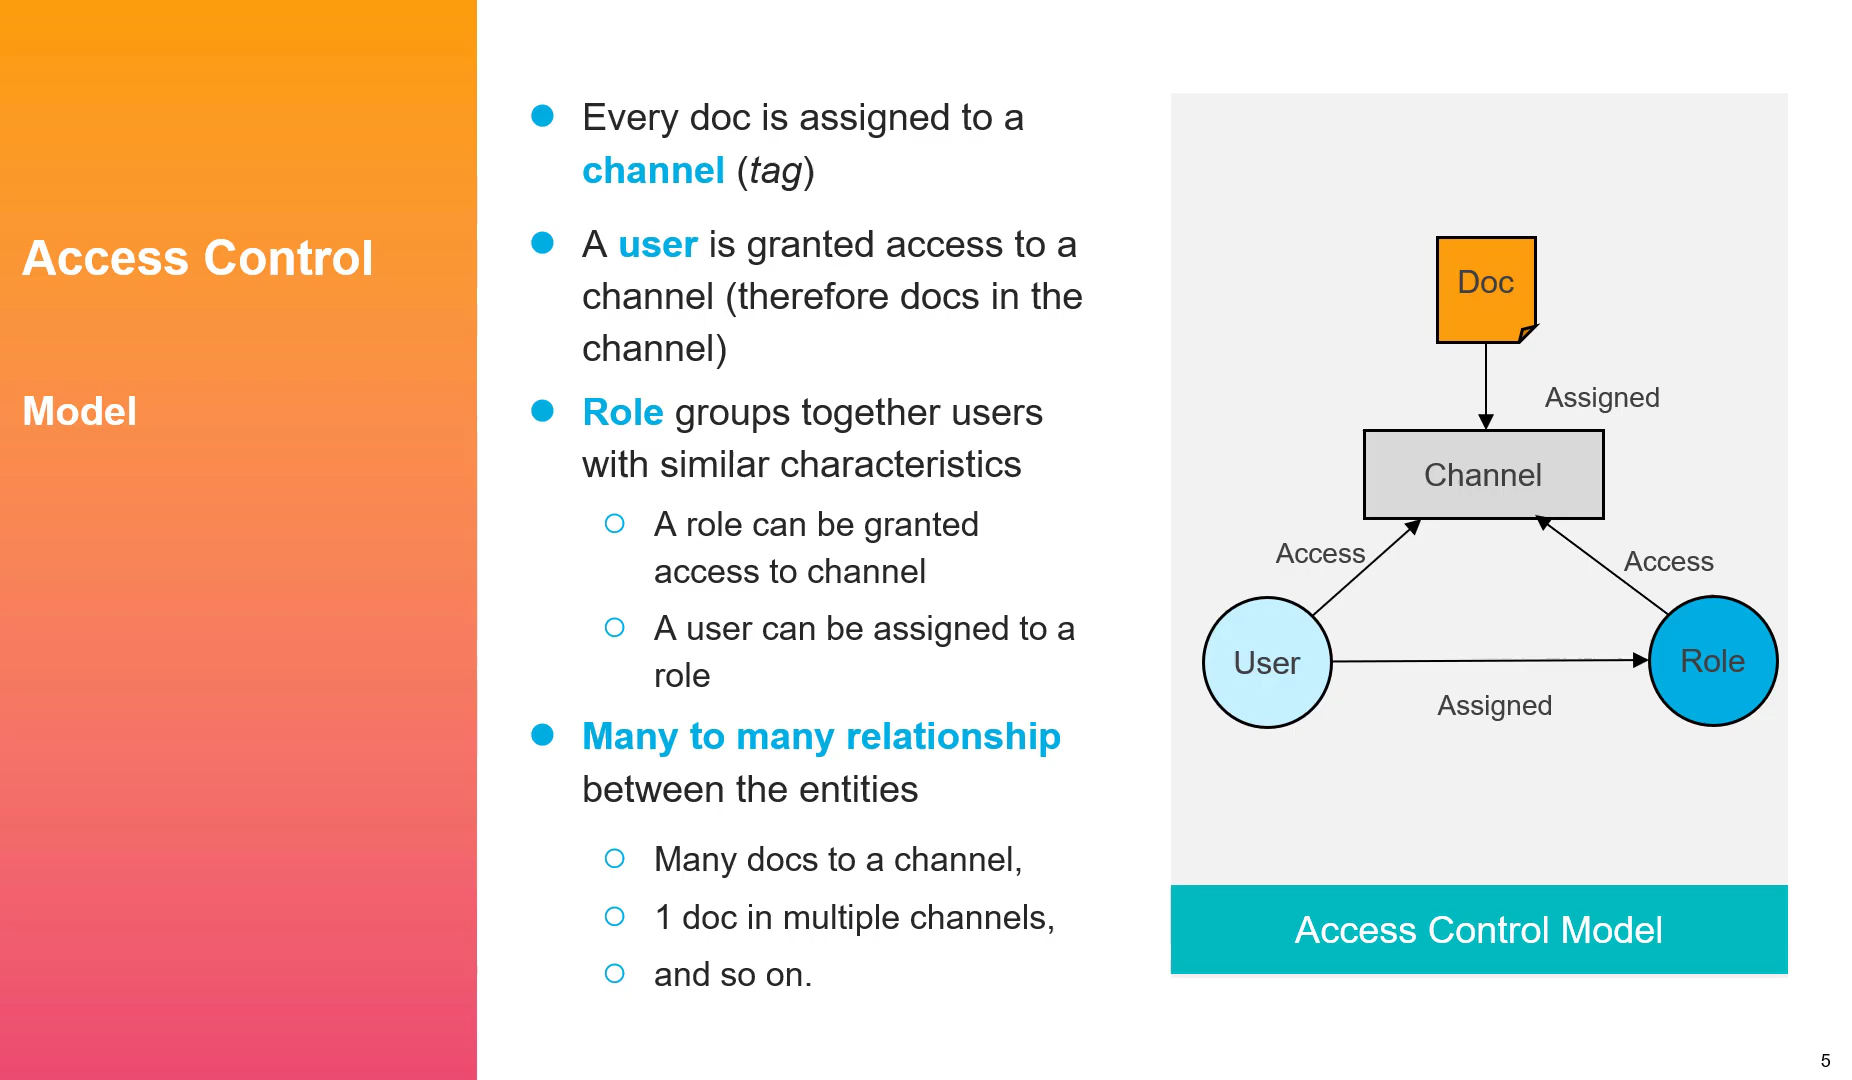 Access Control
Model
Every doc is assigned to a
channel (tag)
A user is granted access to a
channel (therefore docs in the
channel)
Role groups together users
with similar characteristics
A role can be granted
access to channel
A user can be assigned to a
role
Many to many relationship
between the entities
Many docs to a channel,
1 doc in multiple channels,
and so on.
Doc
Assigned
Channel
Access
Access
User
Role
Assigned
Access Control Model
5